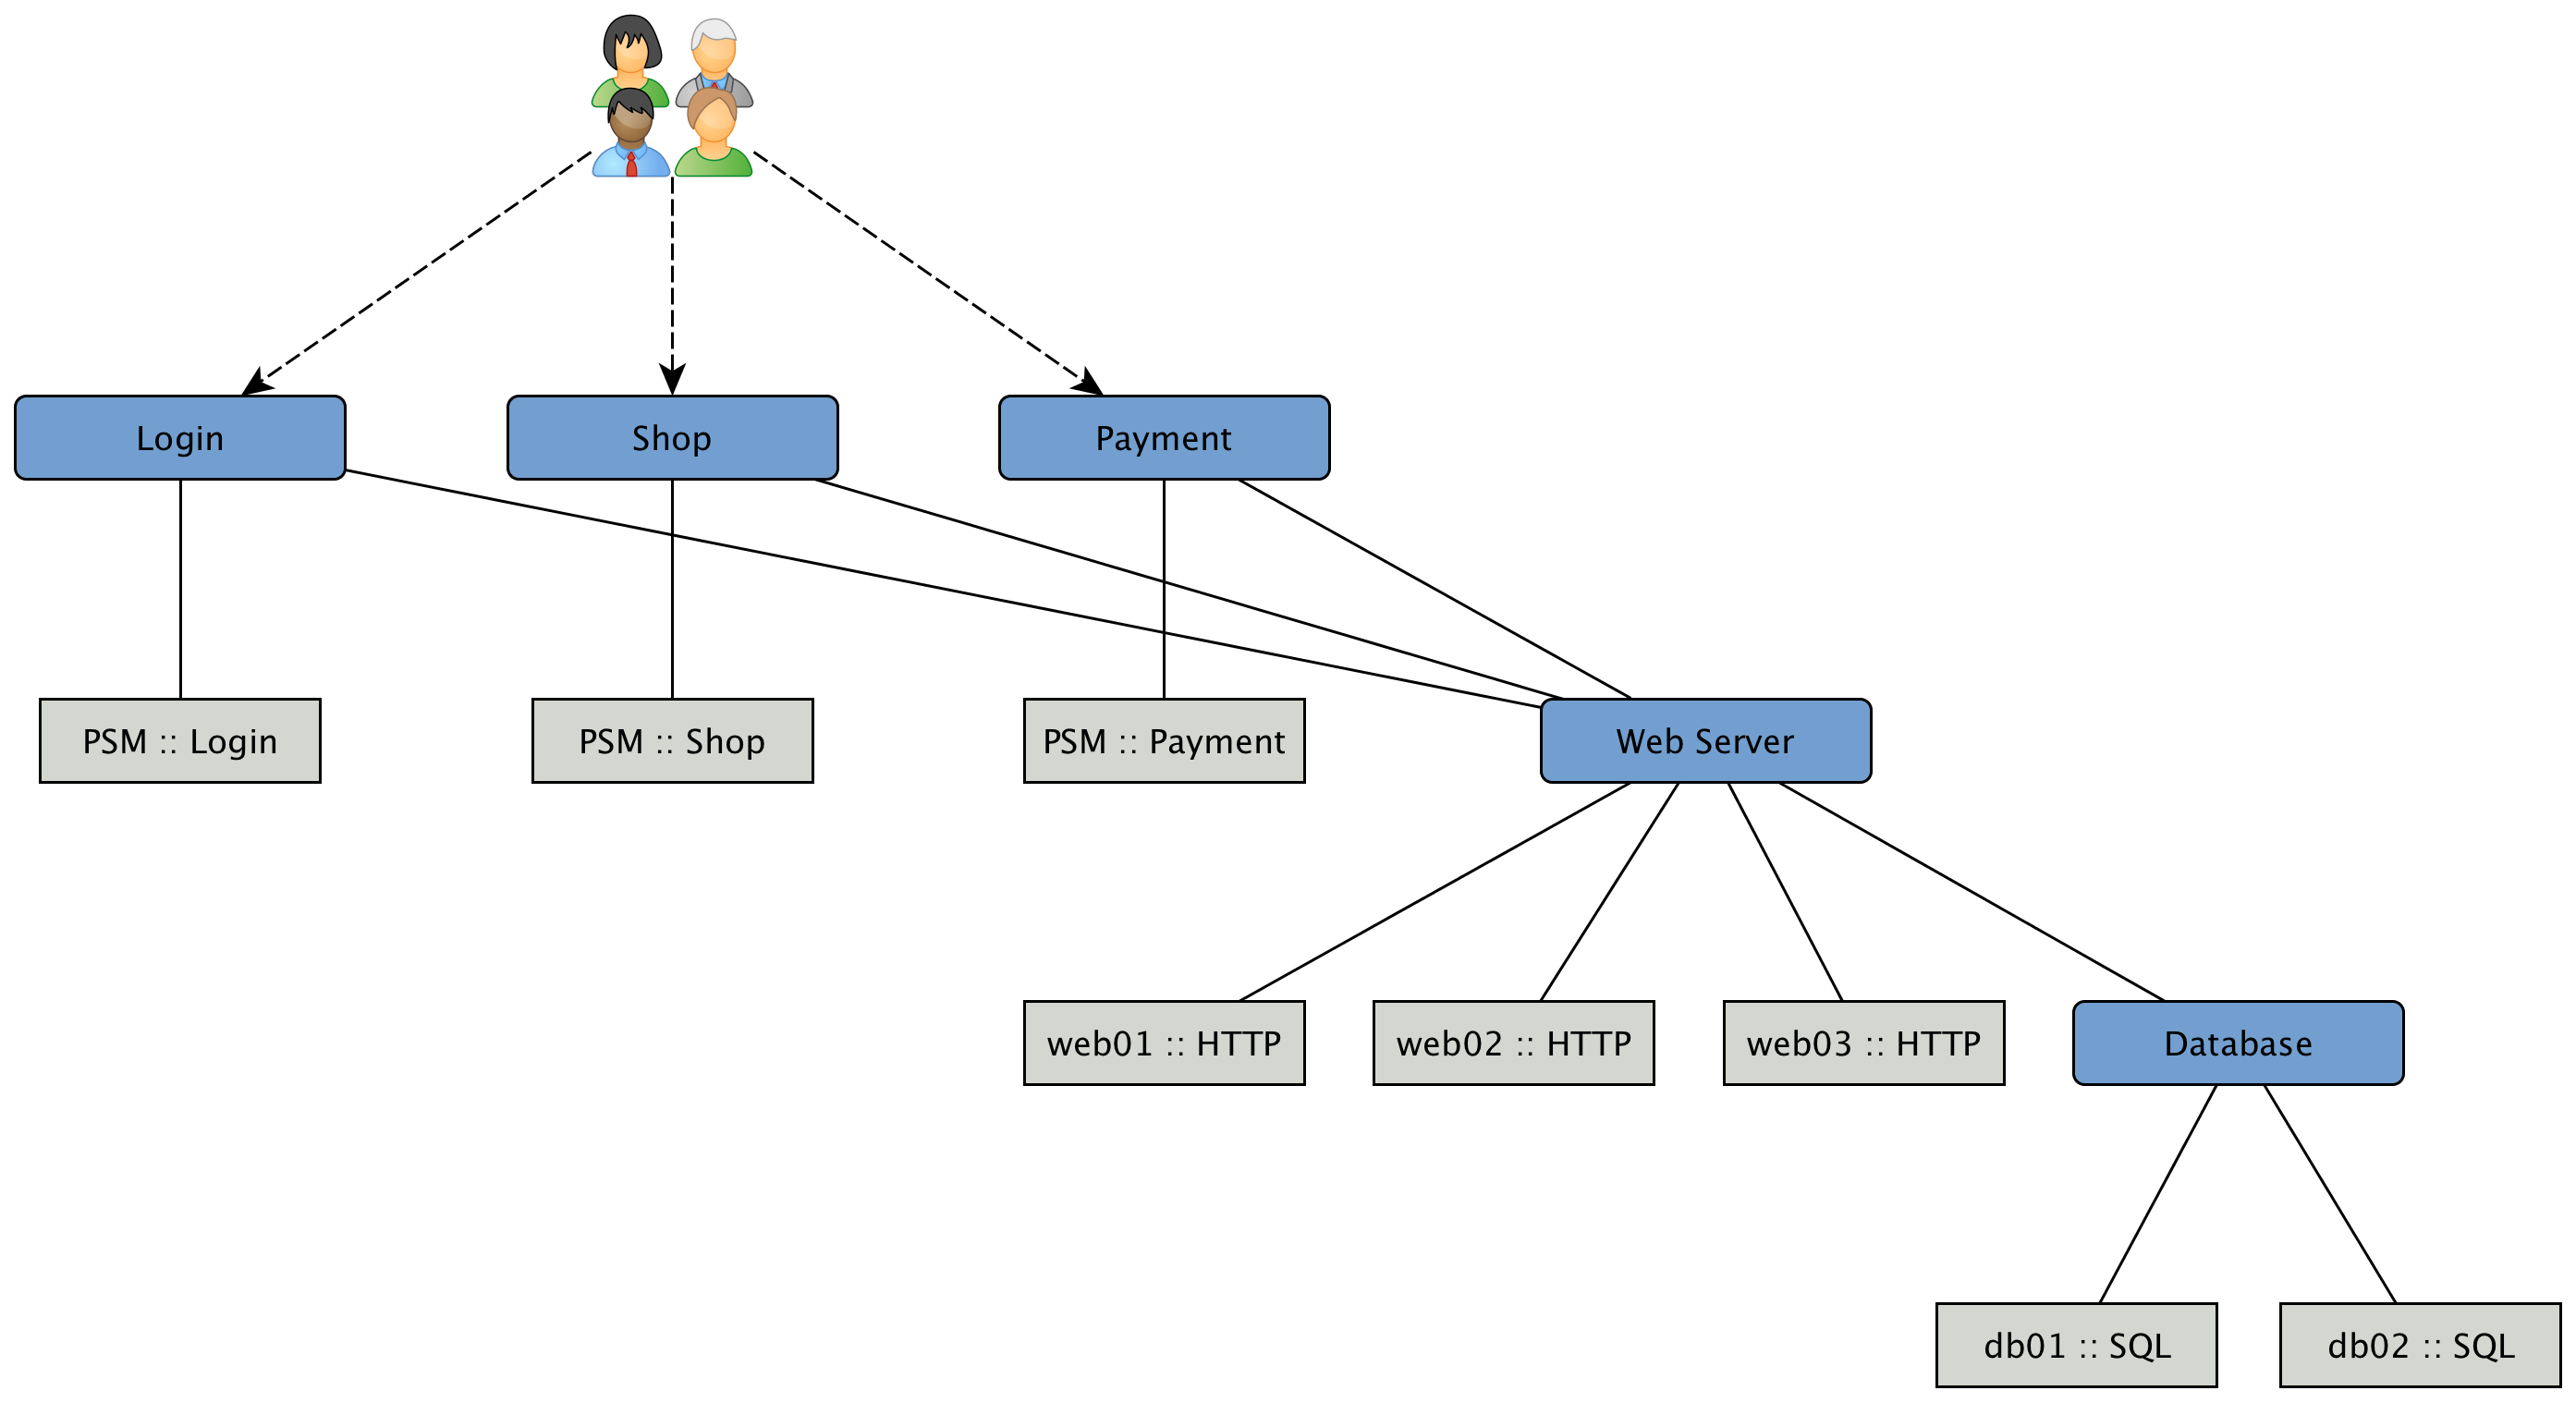 Login
Shop
Payment
PSM :: Login
PSM :: Shop
PSM :: Payment
Web Server
web01 :: HTTP
web02 :: HTTP
web03 :: HTTP
Database
db01 :: SQL
db02 :: SQL